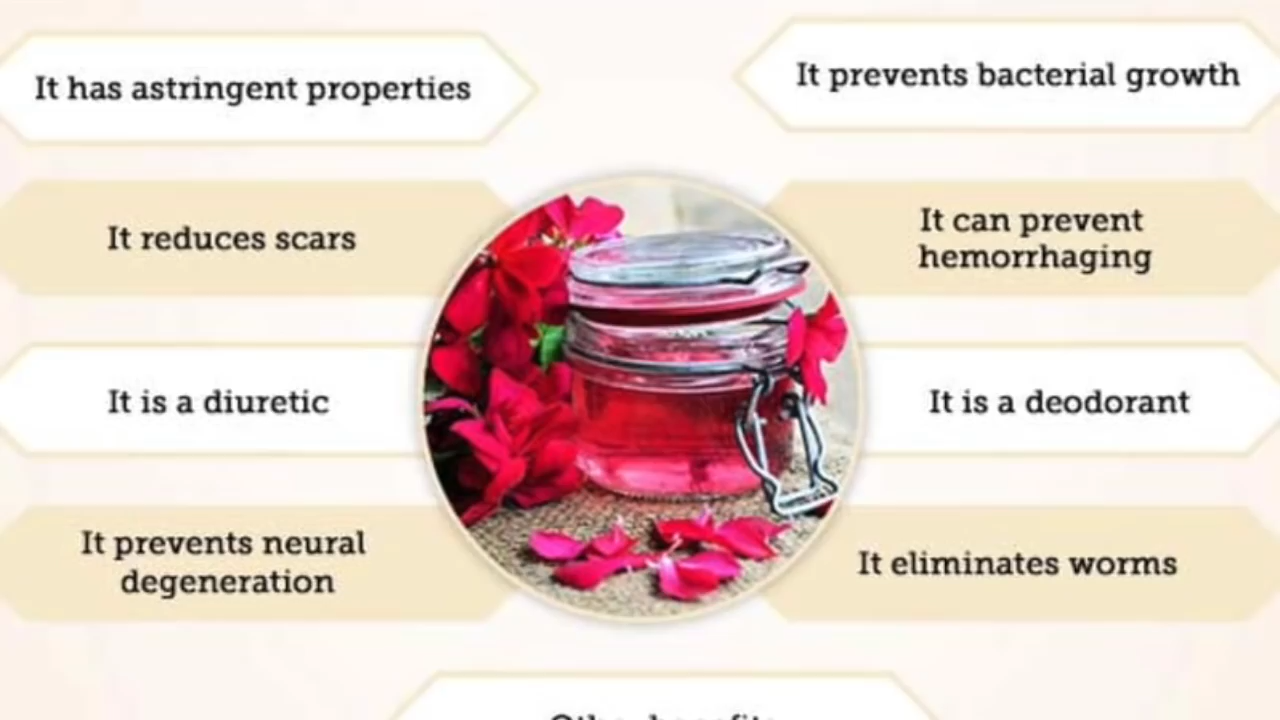 It has astringent properties
It prevents bacterial growth
It reduces scars
It can prevent
hemorrhaging
It is a diuretic
It is a deodorant
It prevents neural
degeneration
It eliminates worms